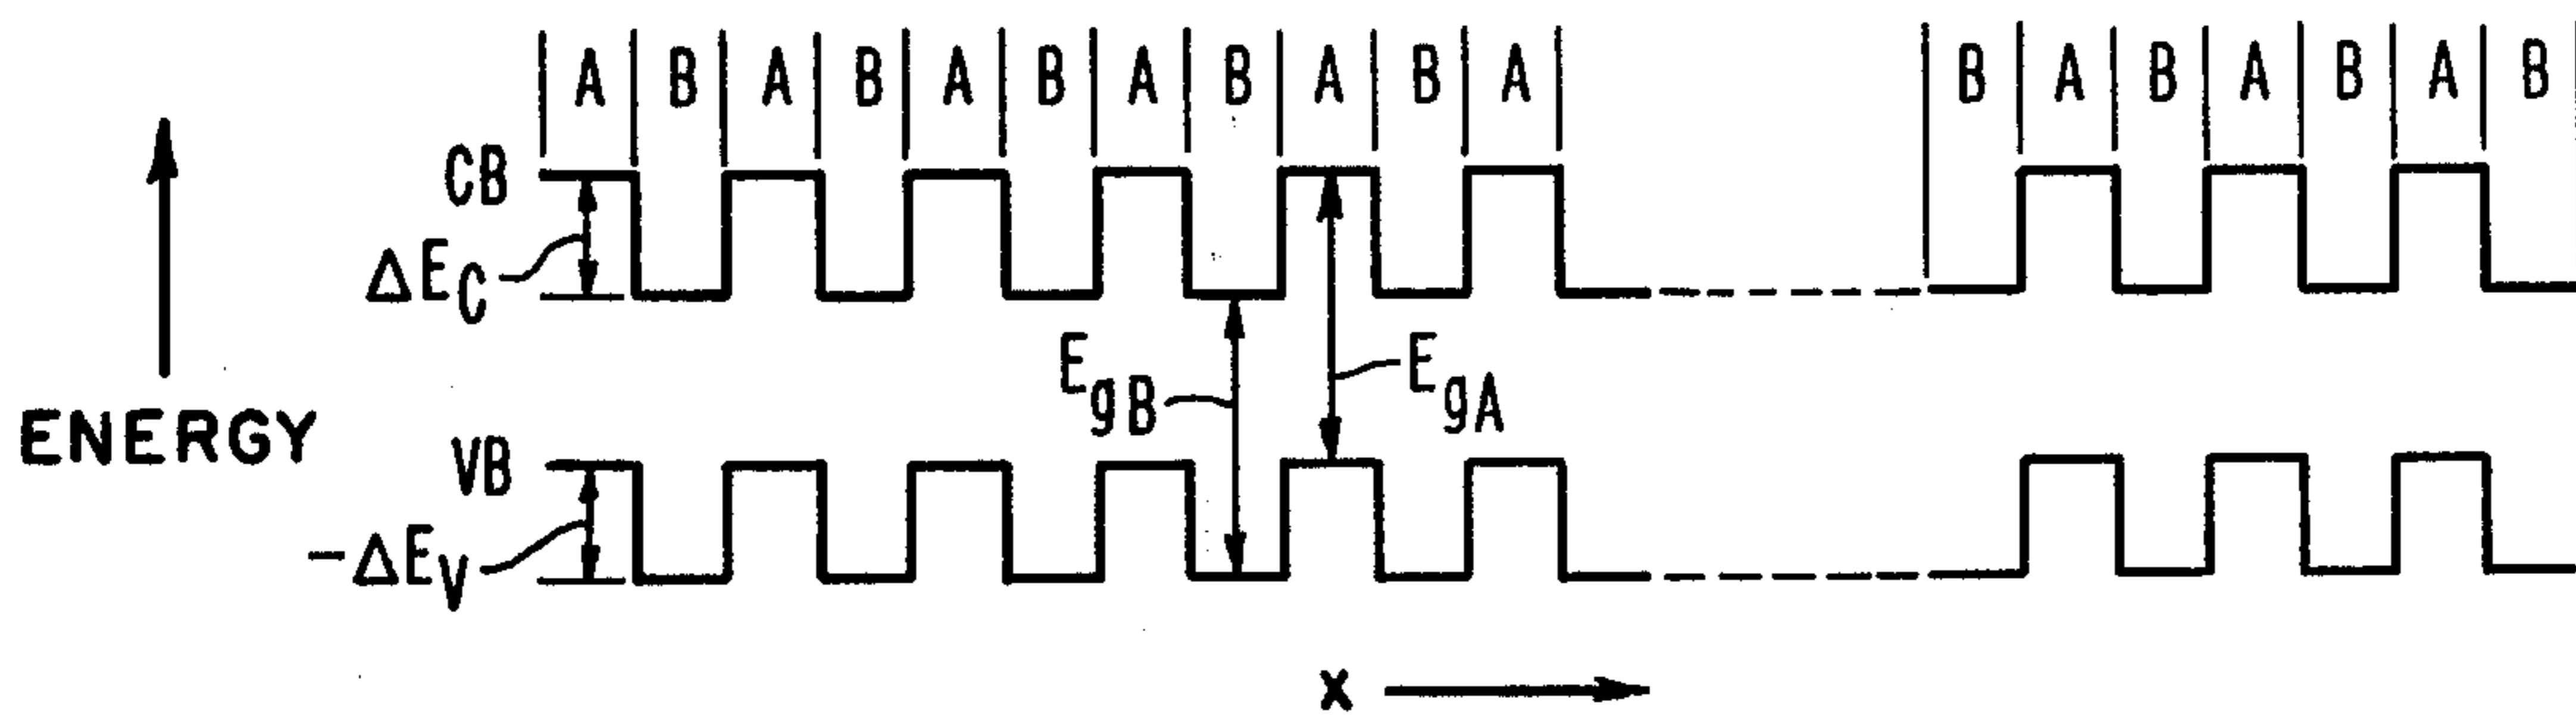 A B A B A B A B A B A B A B A B A B
CB
ΔEC
EgB
EgA
ENERGY
VB
-ΔEV
x